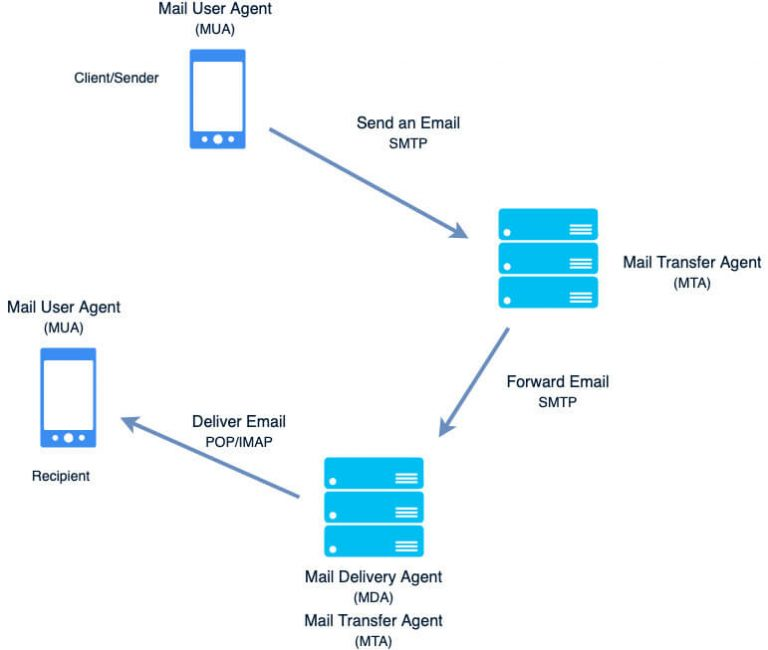 Mail User Agent
(MUA)
Client/Sender
Send an Email
SMTP
Mail Transfer Agent
(MTA)
Mail User Agent
(MUA)
Forward Email
SMTP
Deliver Email
POP/IMAP
Recipient
Mail Delivery Agent
(MDA)
Mail Transfer Agent
(MTA)